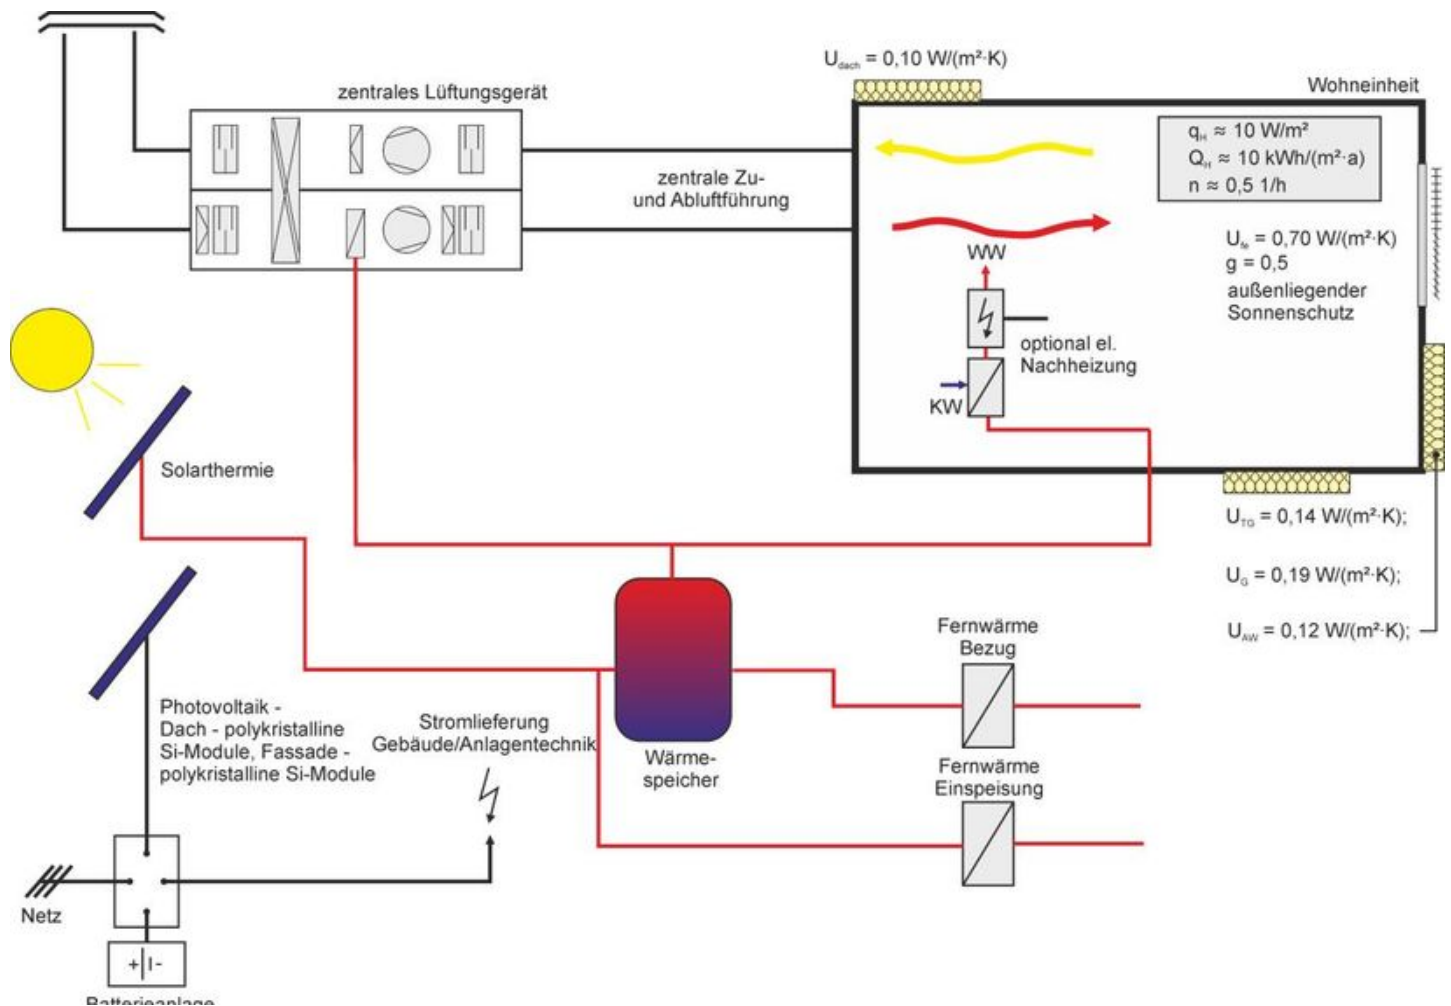 U_dach = 0,10 W/(m²·K)
Wohneinheit
zentrales Lüftungsgerät
q_H ≈ 10 W/m²
Q_H ≈ 10 kWh/(m²·a)
n ≈ 0,5 1/h
zentrale Zu-
und Abluftführung
U_fe = 0,70 W/(m²·K)
g = 0,5
außenliegender
Sonnenschutz
WW
optional el.
Nachheizung
KW
Solarthermie
U_TG = 0,14 W/(m²·K);
U_G = 0,19 W/(m²·K);
U_AW = 0,12 W/(m²·K);
Fernwärme
Bezug
Photovoltaik -
Dach - polykristalline
Si-Module, Fassade -
polykristalline Si-Module
Stromlieferung
Gebäude/Anlagentechnik
Wärme-
speicher
Fernwärme
Einspeisung
Netz
+ -
Batterieanlage